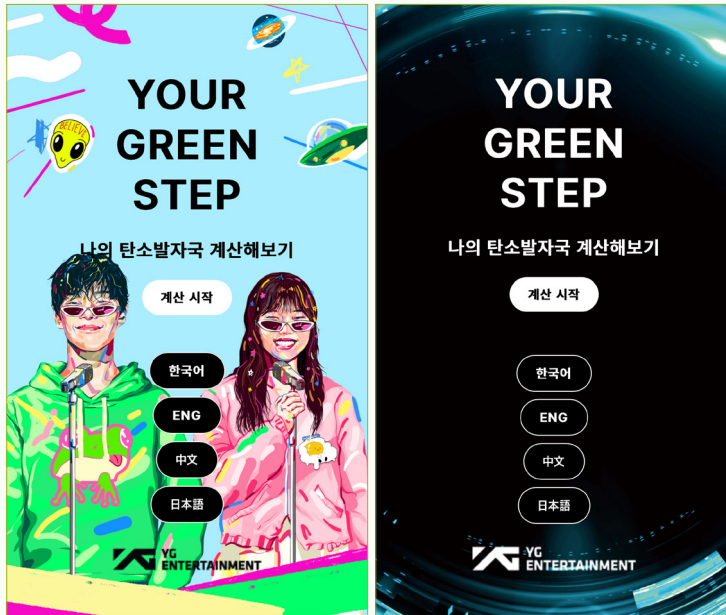 YOUR
GREEN
STEP
나의 탄소발자국 계산해보기
계산 시작
한국어
ENG
中文
日本語
YG
ENTERTAINMENT
BELIEVE
YOUR
GREEN
STEP
나의 탄소발자국 계산해보기
계산 시작
한국어
ENG
中文
日本語
YG
ENTERTAINMENT